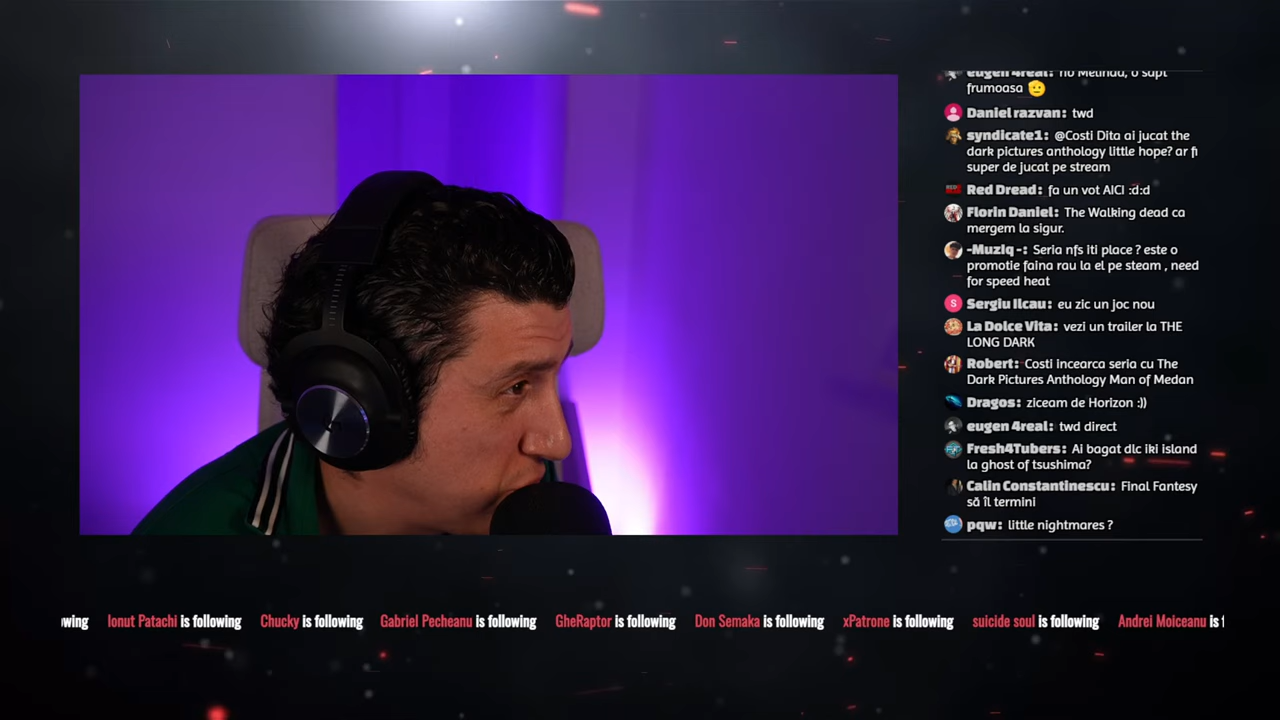 eugen 4real: no Melinda, o sapt
frumoasa
Daniel razvan: twd
syndicate1: @Costi Dita ai jucat the
dark pictures anthology little hope? ar fi
super de jucat pe stream
Red Dread: fa un vot AICI :d:d
Florin Daniel: The Walking dead ca
mergem la sigur.
-Muziq-: Seria nfs iti place ? este o
promotie faina rau la el pe steam , need
for speed heat
S Sergiu Ilcau: eu zic un joc nou
La Dolce Vita: vezi un trailer la THE
LONG DARK
Robert: Costi incearca seria cu The
Dark Pictures Anthology Man of Medan
Dragos: ziceam de Horizon :))
eugen 4real: twd direct
Fresh4Tubers: Ai bagat dlc iki island
la ghost of tsushima?
Calin Constantinescu: Final Fantesy
să îl termini
pqw: little nightmares ?
wing Ionut Patachi is following Chucky is following Gabriel Pecheanu is following GheRaptor is following Don Semaka is following xPatrone is following suicide soul is following Andrei Moiceanu is f